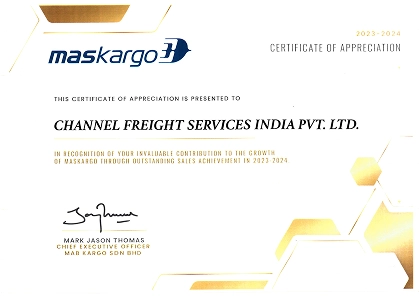 2023-2024
CERTIFICATE OF APPRECIATION
maskargo
THIS CERTIFICATE OF APPRECIATION IS PRESENTED TO
CHANNEL FREIGHT SERVICES INDIA PVT. LTD.
IN RECOGNITION OF YOUR INVALUABLE CONTRIBUTION TO THE GROWTH
OF MASKARGO THROUGH OUTSTANDING SALES ACHIEVEMENT IN 2023-2024
MARK JASON THOMAS
CHIEF EXECUTIVE OFFICER
MAB KARGO SDN BHD